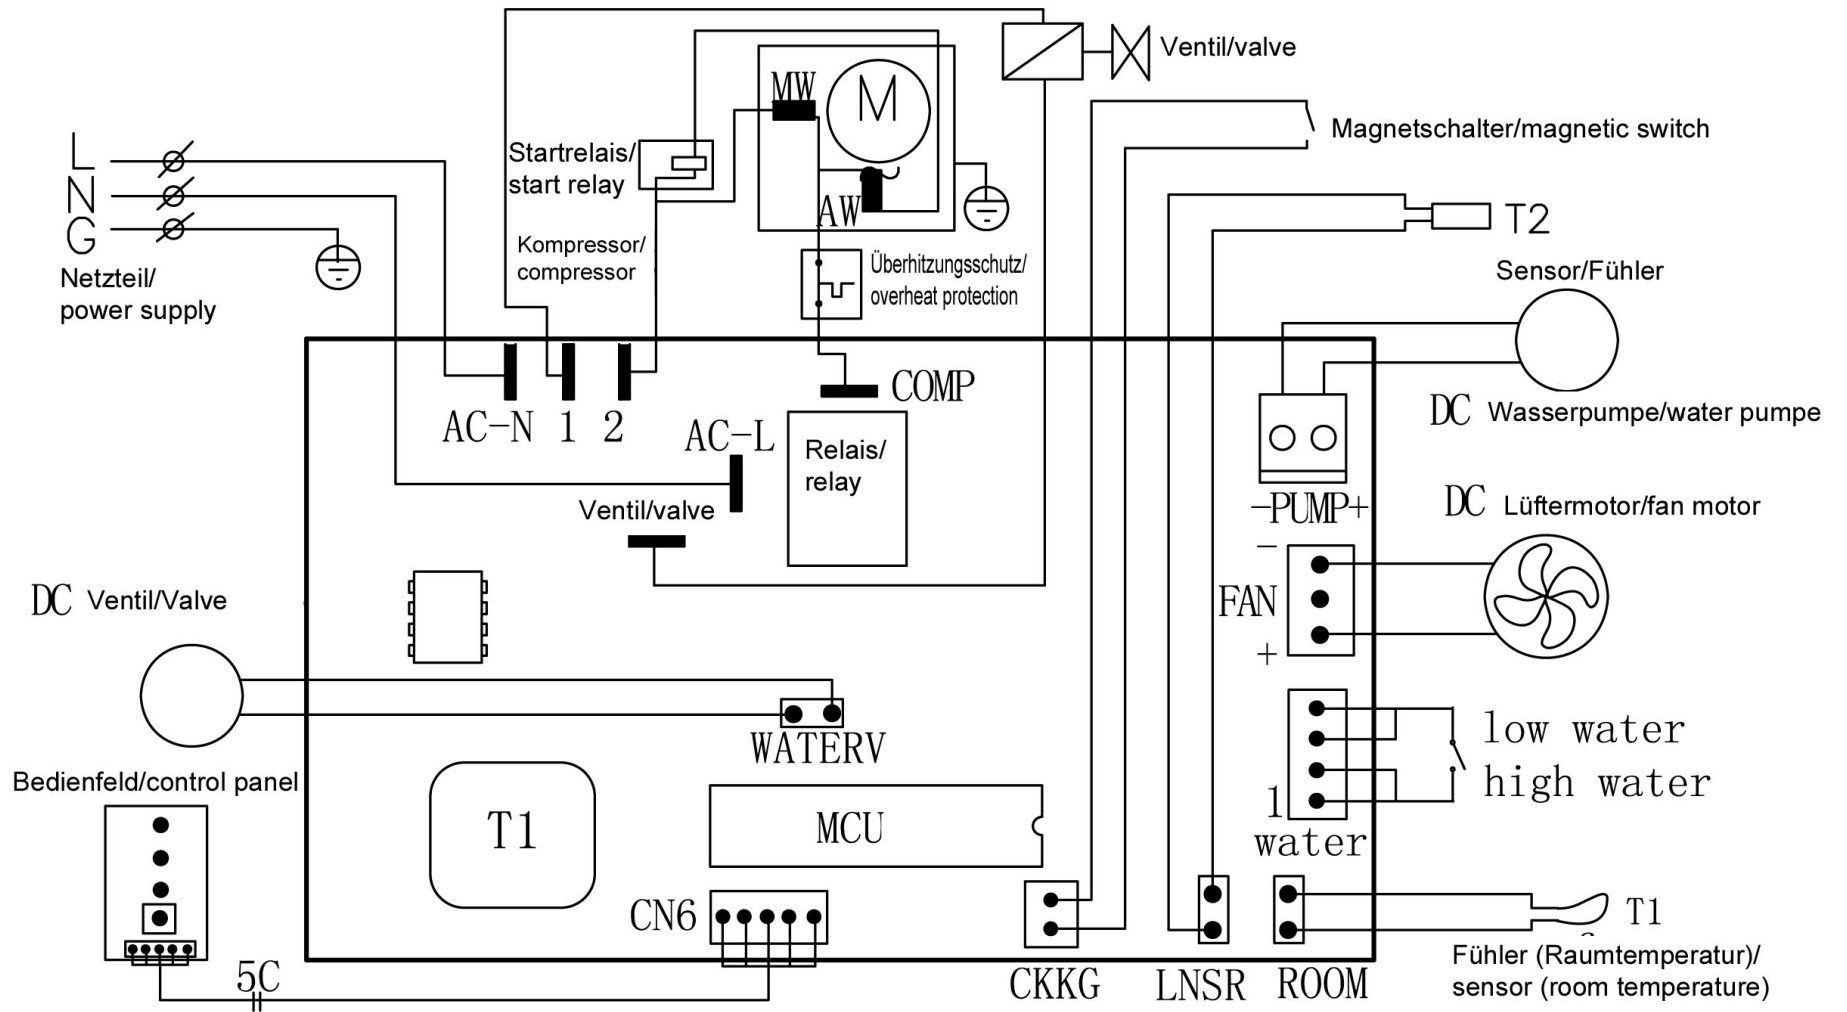 Ventil/valve
MW
M
L
N
G
Netzteil/
power supply
Startrelais/
start relay
Kompressor/
compressor
AW
Überhitzungsschutz/
overheat protection
Magnetschalter/magnetic switch
T2
Sensor/Fühler
DC Wasserpumpe/water pumpe
AC-N 1 2
COMP
AC-L
Relais/
relay
Ventil/valve
-PUMP+
DC Lüftermotor/fan motor
-
FAN
+
DC Ventil/Valve
WATERV
low water
high water
1
water
Bedienfeld/control panel
T1
MCU
CN6
5C
CKKG
LNSR
ROOM
T1
Fühler (Raumtemperatur)/
sensor (room temperature)